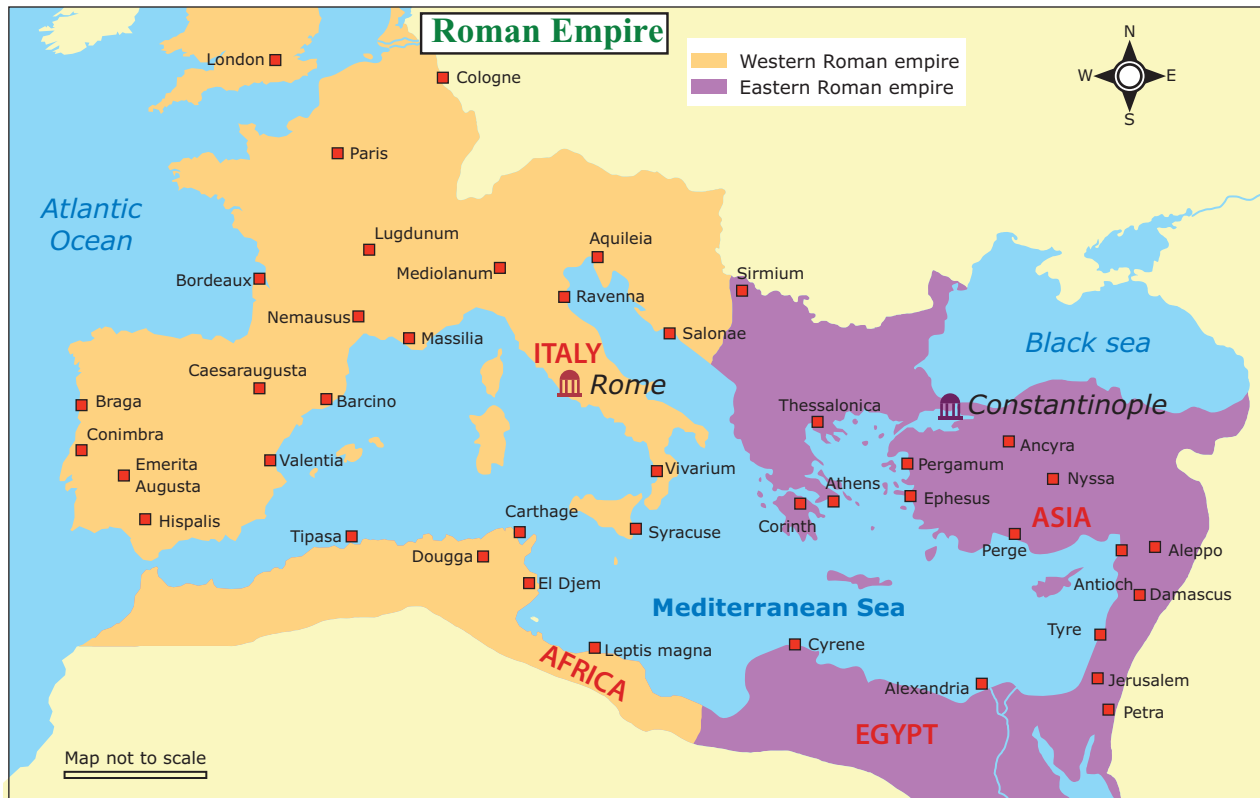 Roman Empire
Western Roman empire
Eastern Roman empire
N
W
E
S
London
Cologne
Paris
Atlantic
Ocean
Lugdunum
Aquileia
Mediolanum
Bordeaux
Sirmium
Ravenna
Nemausus
Massilia
Salonae
Black sea
ITALY
Rome
Caesaraugusta
Barcino
Braga
Constantinople
Thessalonica
Conimbra
Ancyra
Emerita
Augusta
Valentia
Vivarium
Pergamum
Nyssa
Athens
Ephesus
Hispalis
Carthage
Syracuse
Corinth
ASIA
Tipasa
Dougga
Perge
Aleppo
El Djem
Antioch
Damascus
Mediterranean Sea
Tyre
Leptis magna
Cyrene
AFRICA
Alexandria
Jerusalem
Petra
EGYPT
Map not to scale